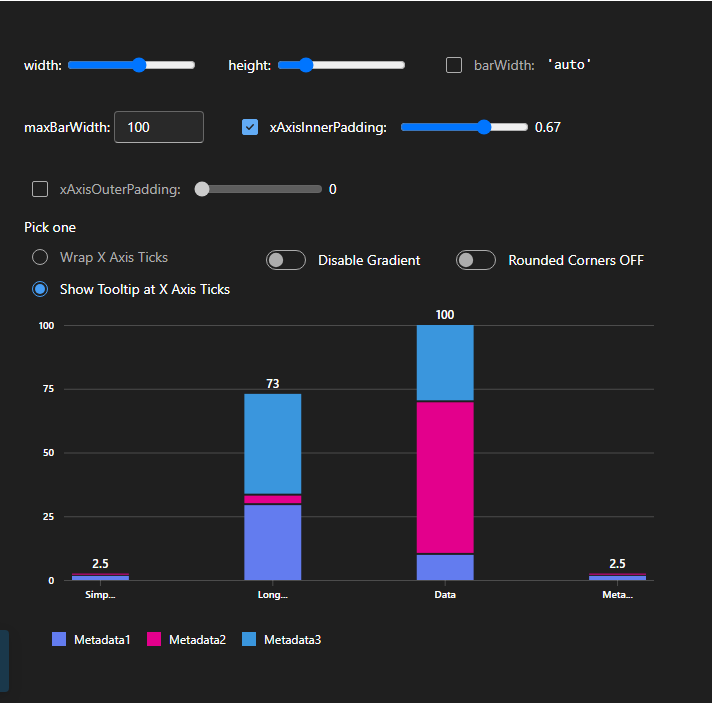 width: height: barWidth: 'auto'
maxBarWidth: 100 xAxisInnerPadding: 0.67
xAxisOuterPadding: 0
Pick one
Wrap X Axis Ticks Disable Gradient Rounded Corners OFF
Show Tooltip at X Axis Ticks
100
100
75
73
50
25
2.5 2.5
0
Simp... Long... Data Meta...
Metadata1 Metadata2 Metadata3